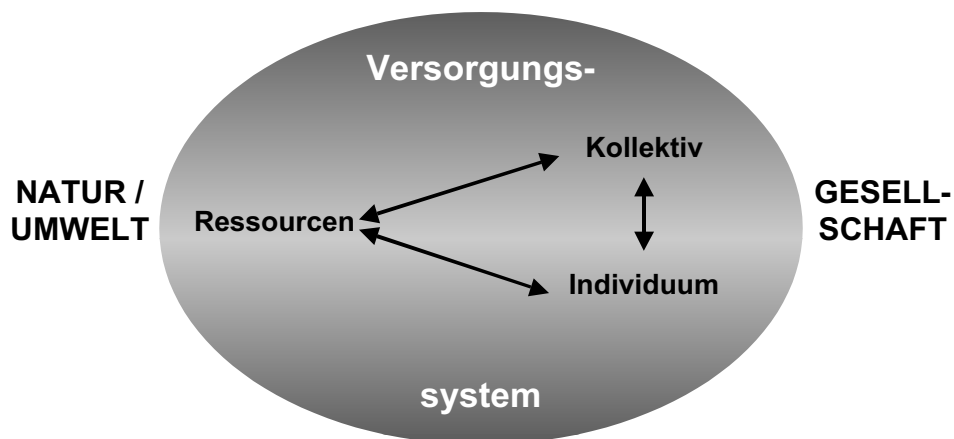 Versorgungs-
Kollektiv
NATUR /
UMWELT
Ressourcen
GESELL-
SCHAFT
Individuum
system